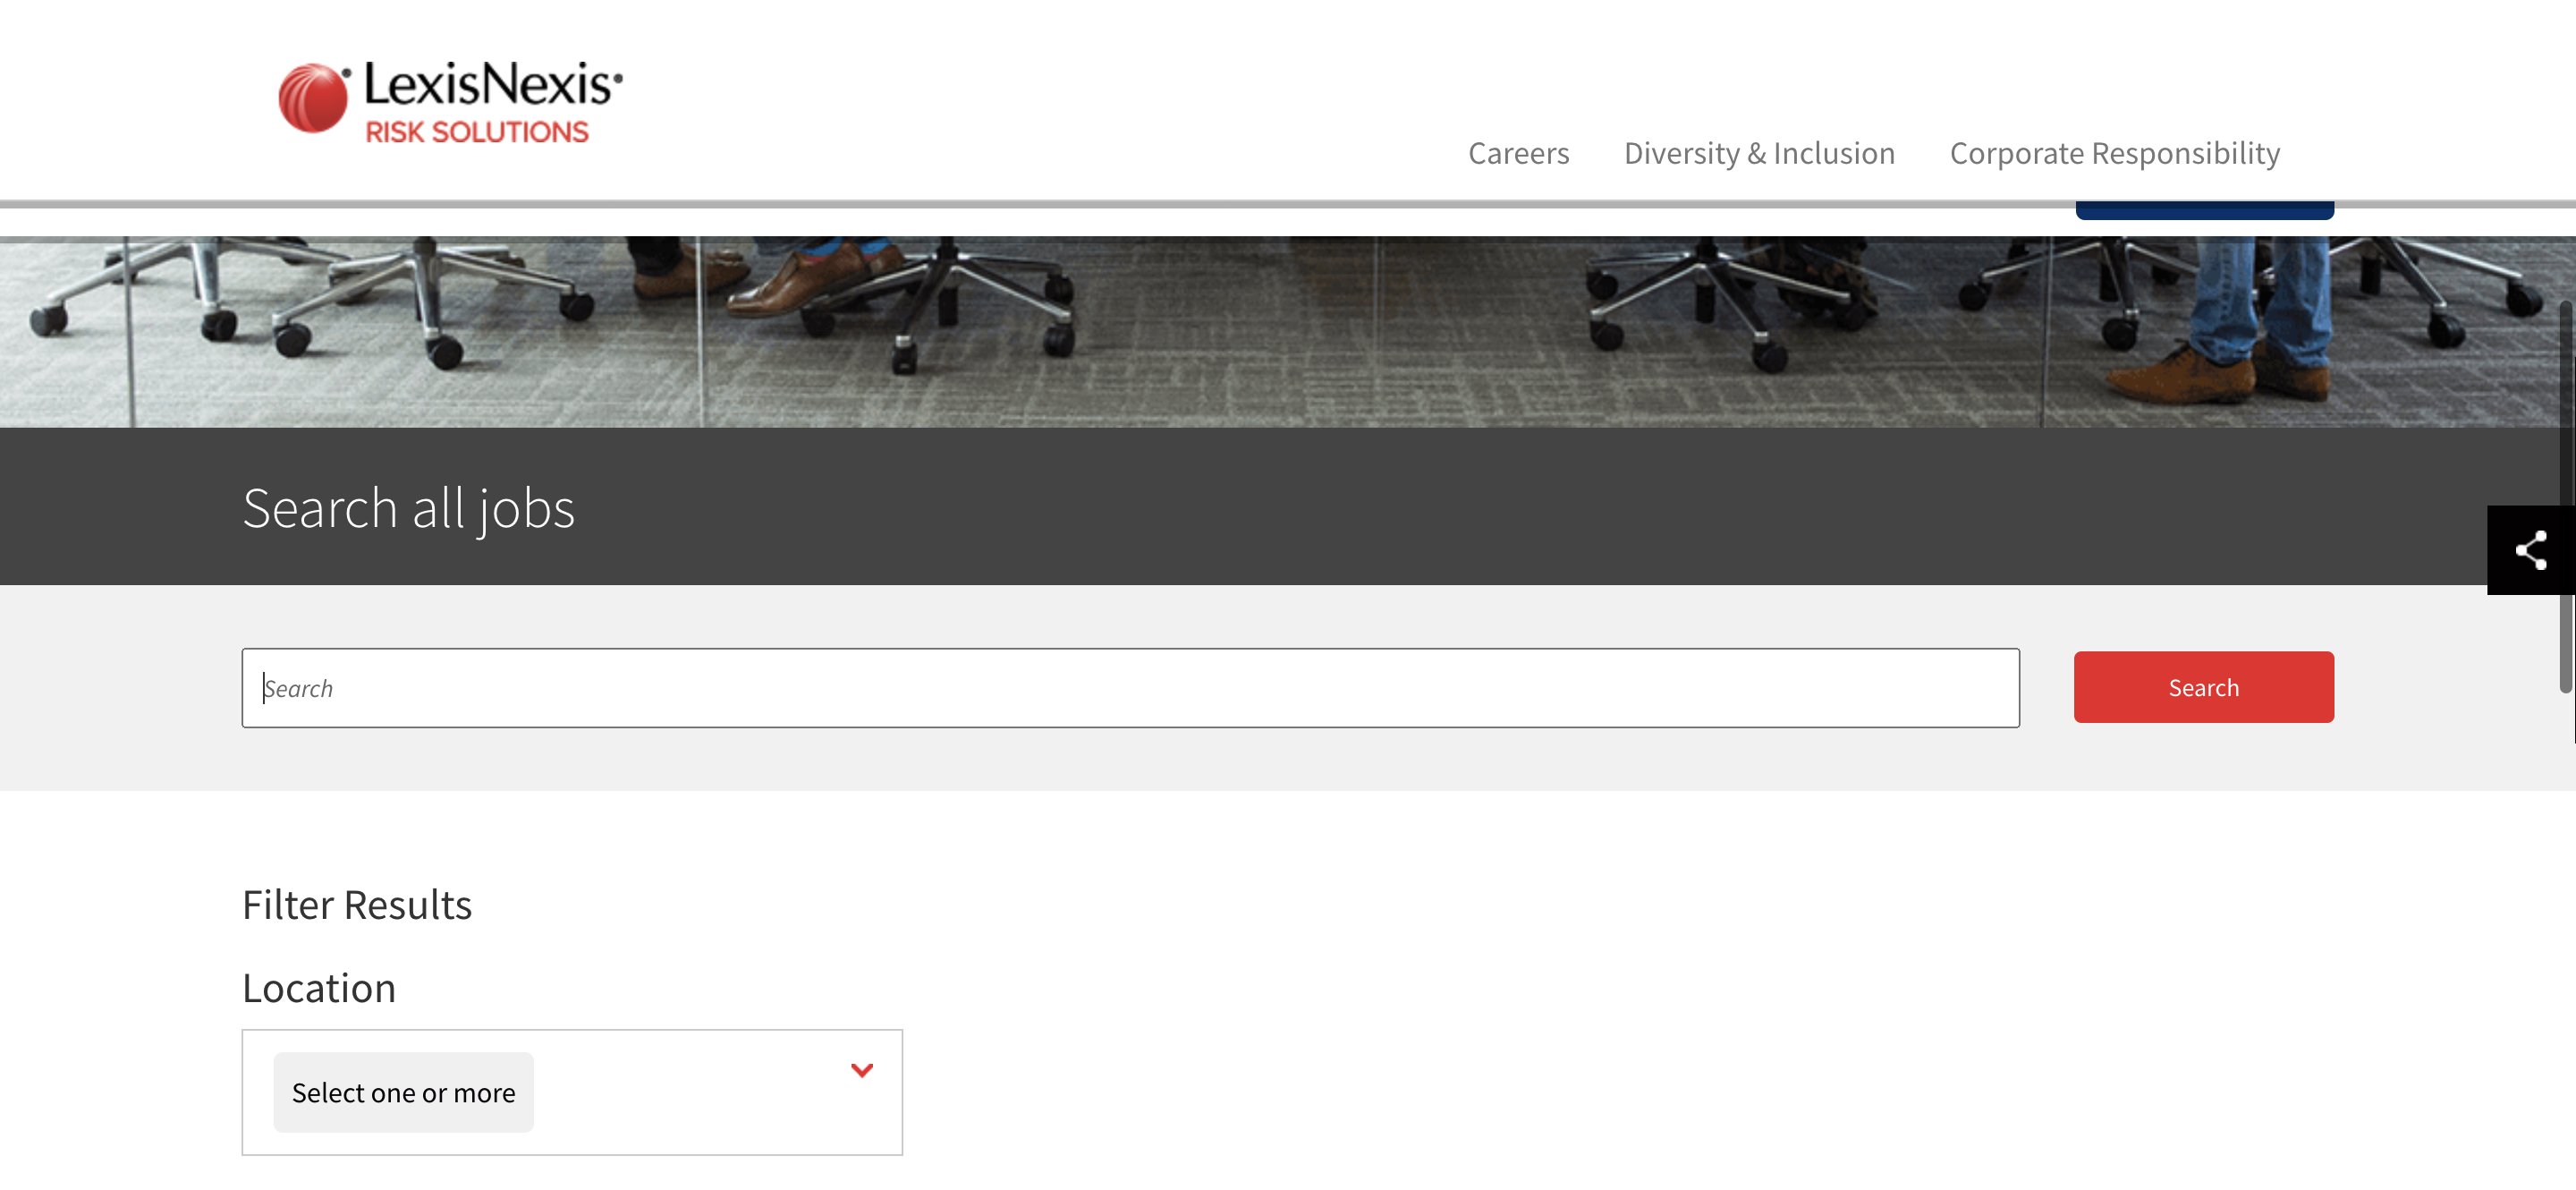 LexisNexis
RISK SOLUTIONS
Careers
Diversity & Inclusion
Corporate Responsibility
Search all jobs
Search
Search
Filter Results
Location
Select one or more